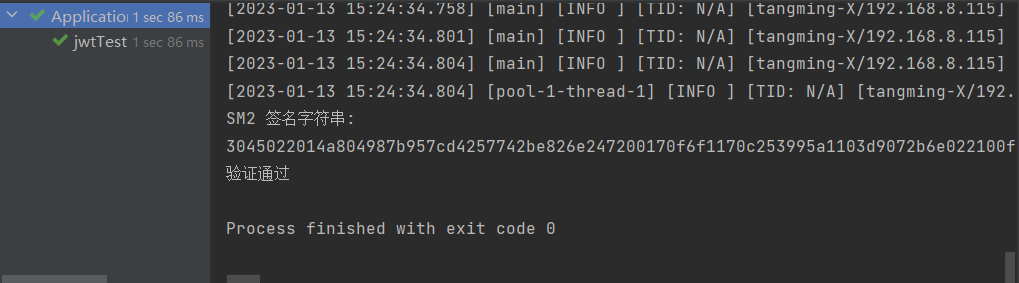 Application 1 sec 86 ms
jwtTest 1 sec 86 ms
[2023-01-13 15:24:34.758] [main] [INFO ] [TID: N/A] [tangming-X/192.168.8.115]
[2023-01-13 15:24:34.801] [main] [INFO ] [TID: N/A] [tangming-X/192.168.8.115]
[2023-01-13 15:24:34.804] [main] [INFO ] [TID: N/A] [tangming-X/192.168.8.115]
[2023-01-13 15:24:34.804] [pool-1-thread-1] [INFO ] [TID: N/A] [tangming-X/192.
SM2 签名字符串:
3045022014a804987b957cd4257742be826e247200170f6f1170c253995a1103d9072b6e022100f
验证通过
Process finished with exit code 0